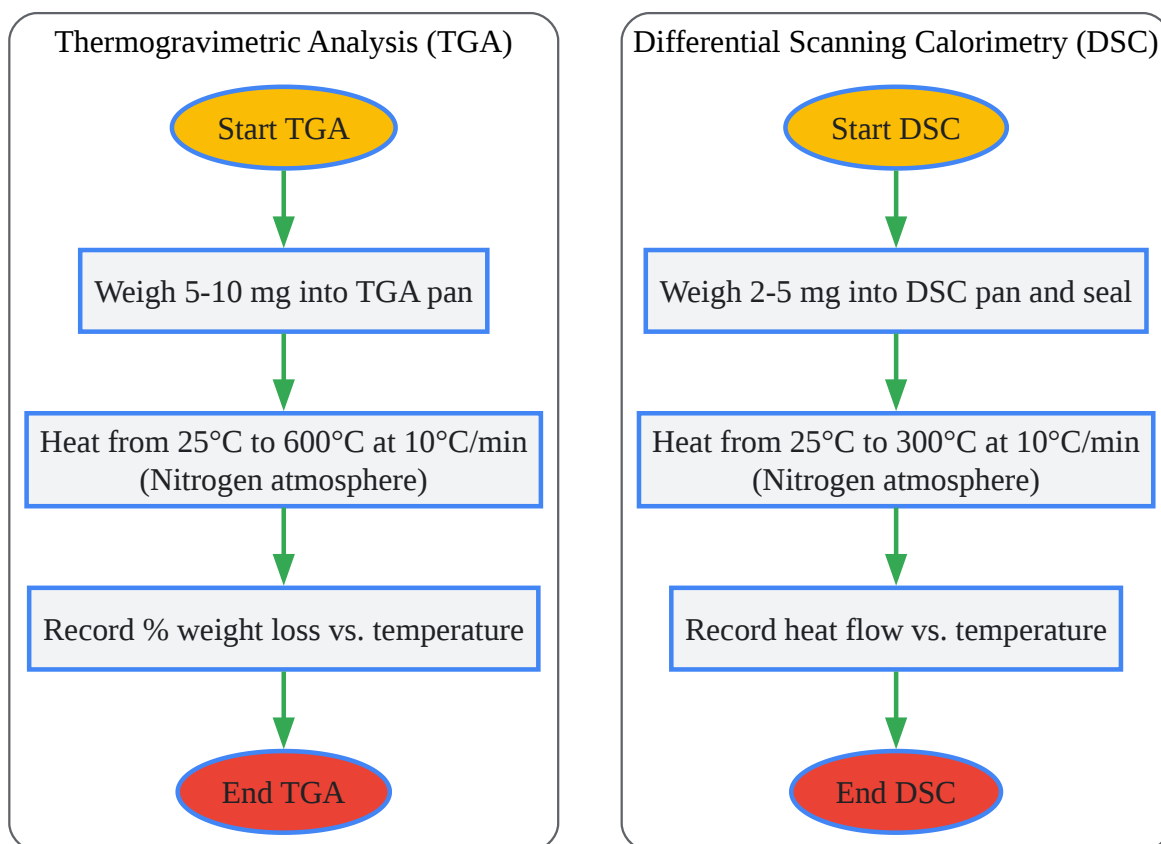 Thermogravimetric Analysis (TGA)
Start TGA
Weigh 5-10 mg into TGA pan
Heat from 25°C to 600°C at 10°C/min
(Nitrogen atmosphere)
Record % weight loss vs. temperature
End TGA
Differential Scanning Calorimetry (DSC)
Start DSC
Weigh 2-5 mg into DSC pan and seal
Heat from 25°C to 300°C at 10°C/min
(Nitrogen atmosphere)
Record heat flow vs. temperature
End DSC